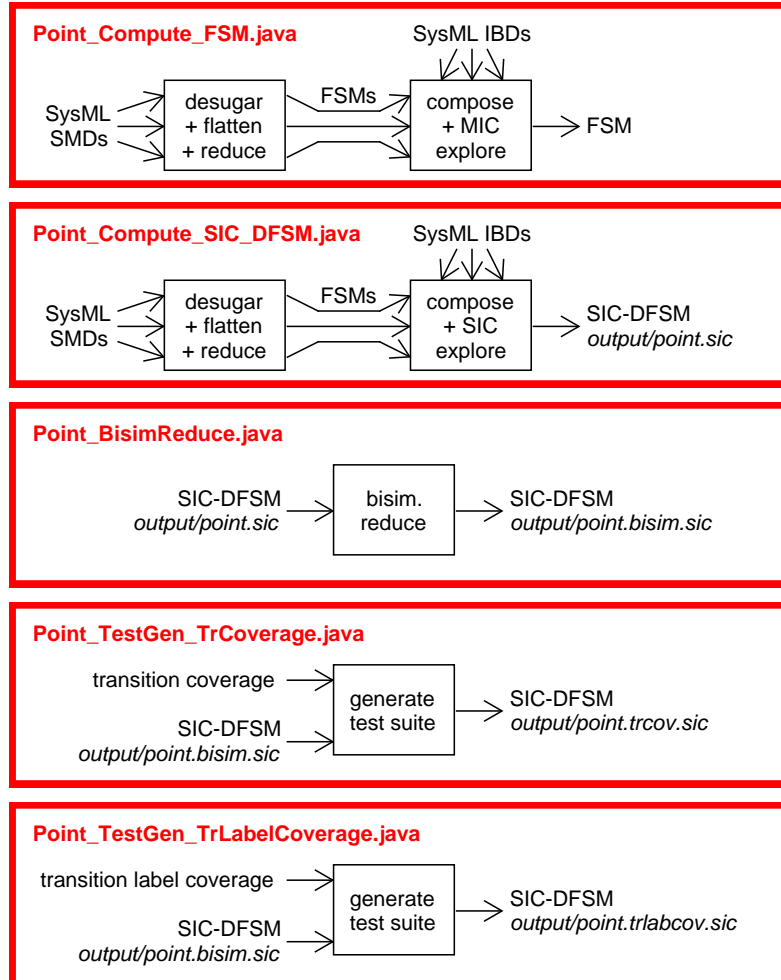 Point_Compute_FSM.java
SysML IBDs
SysML
SMDs
desugar
+ flatten
+ reduce
FSMs
compose
+ MIC
explore
FSM
Point_Compute_SIC_DFSM.java
SysML IBDs
SysML
SMDs
desugar
+ flatten
+ reduce
FSMs
compose
+ SIC
explore
SIC-DFSM
output/point.sic
Point_BisimReduce.java
SIC-DFSM
output/point.sic
bisim.
reduce
SIC-DFSM
output/point.bisim.sic
Point_TestGen_TrCoverage.java
transition coverage
SIC-DFSM
output/point.bisim.sic
generate
test suite
SIC-DFSM
output/point.trcov.sic
Point_TestGen_TrLabelCoverage.java
transition label coverage
SIC-DFSM
output/point.bisim.sic
generate
test suite
SIC-DFSM
output/point.trlabcov.sic